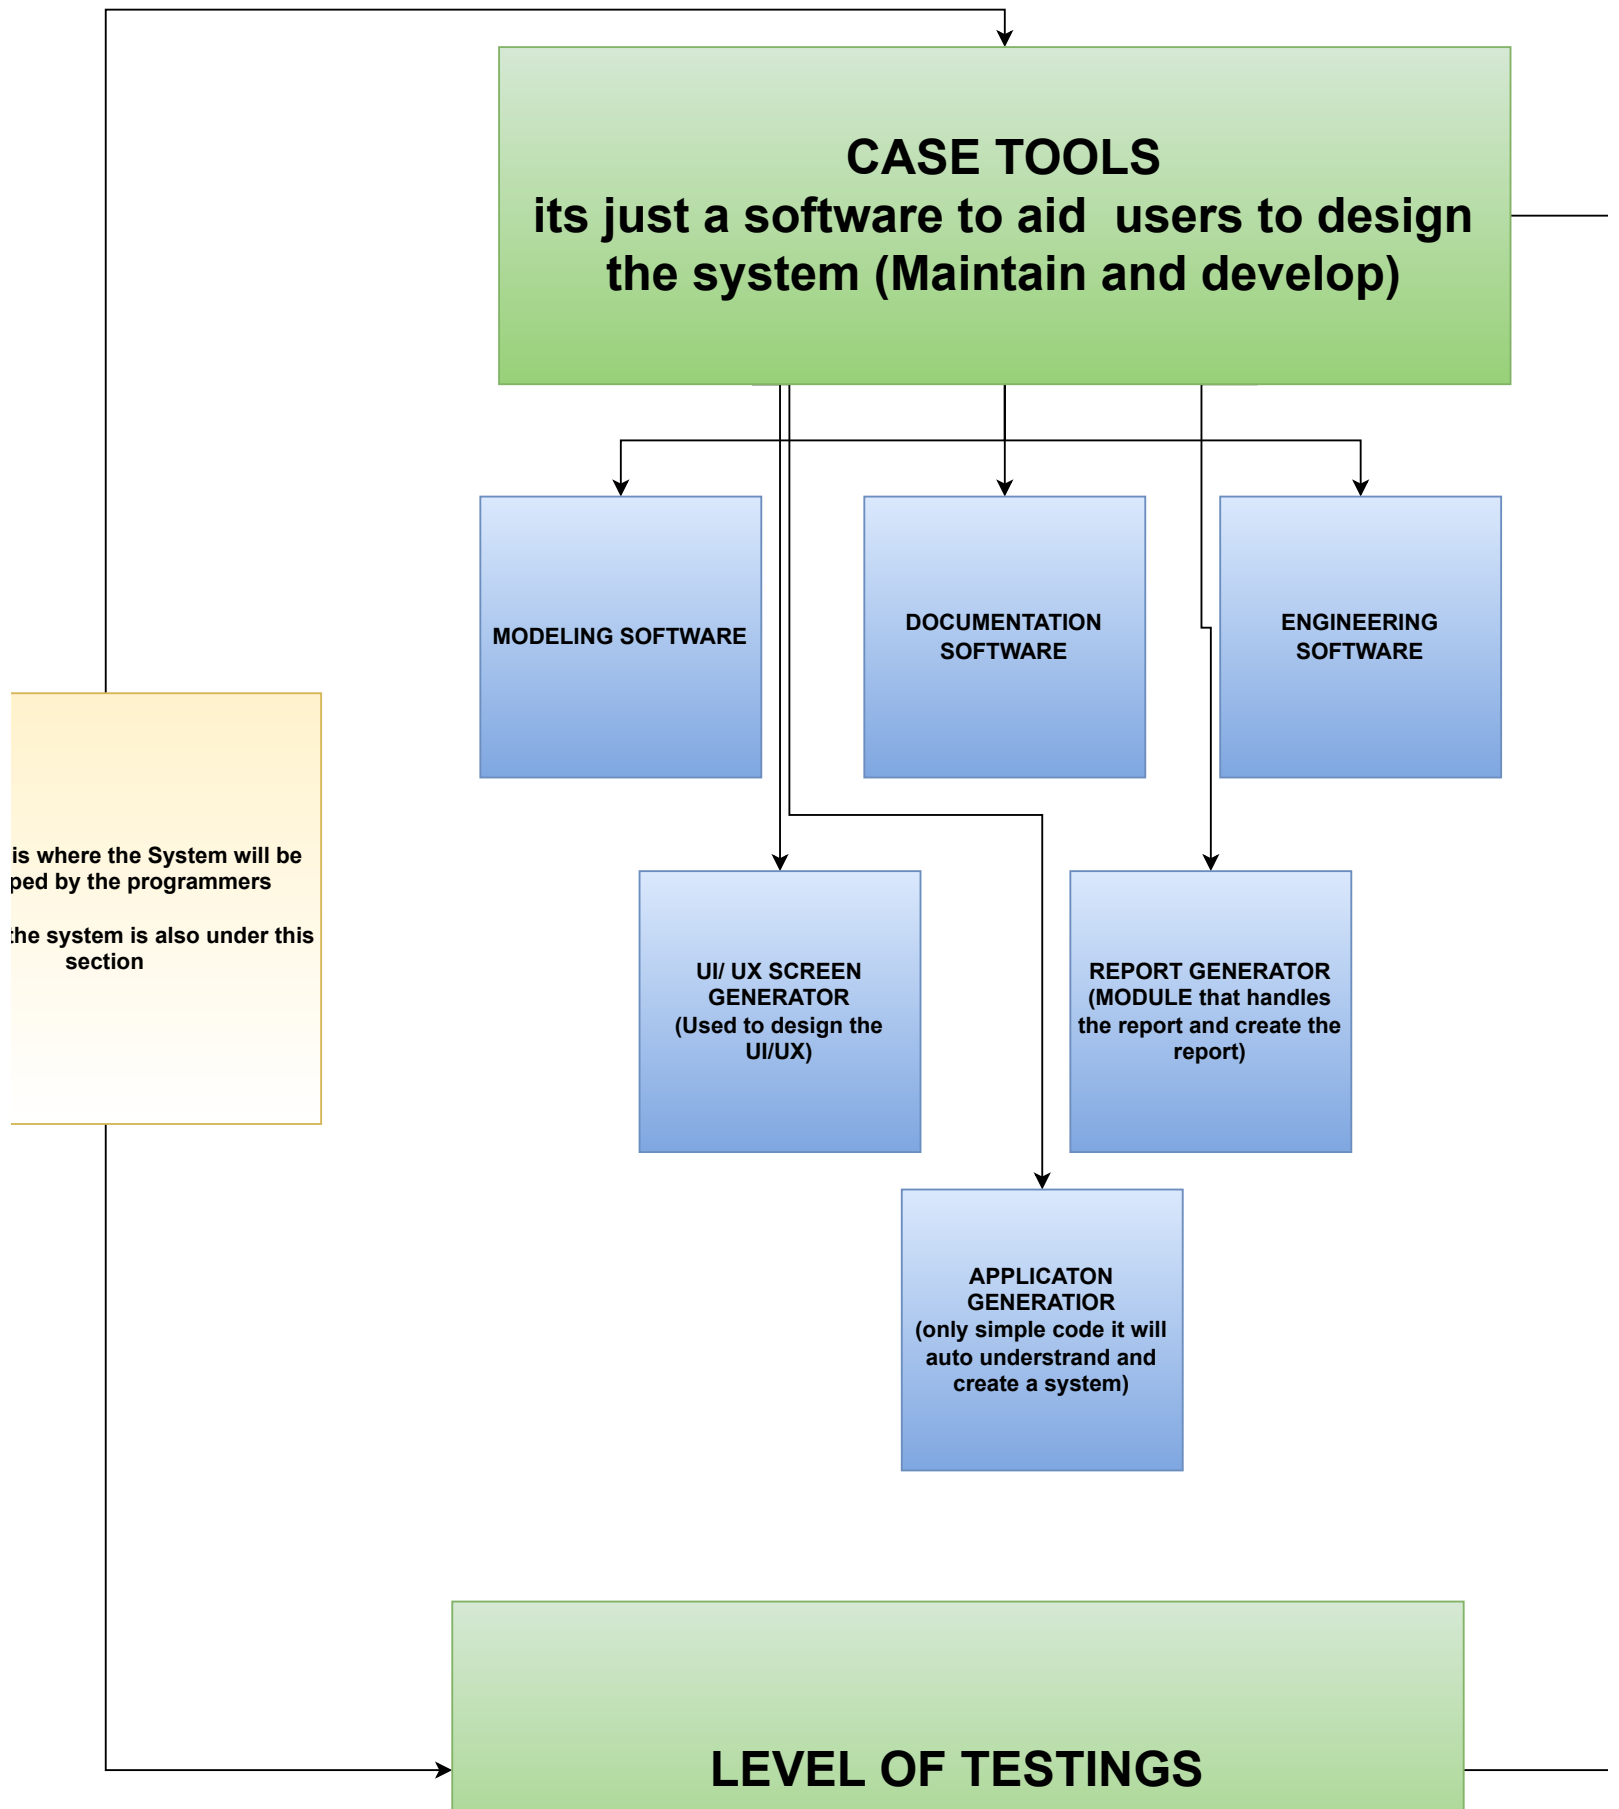 CASE TOOLS
its just a software to aid  users to design
the system (Maintain and develop)
MODELING SOFTWARE
DOCUMENTATION
SOFTWARE
ENGINEERING
SOFTWARE
is where the System will be
ped by the programmers
the system is also under this
section
UI/ UX SCREEN
GENERATOR
(Used to design the
UI/UX)
REPORT GENERATOR
(MODULE that handles
the report and create the
report)
APPLICATON
GENERATIOR
(only simple code it will
auto understrand and
create a system)
LEVEL OF TESTINGS